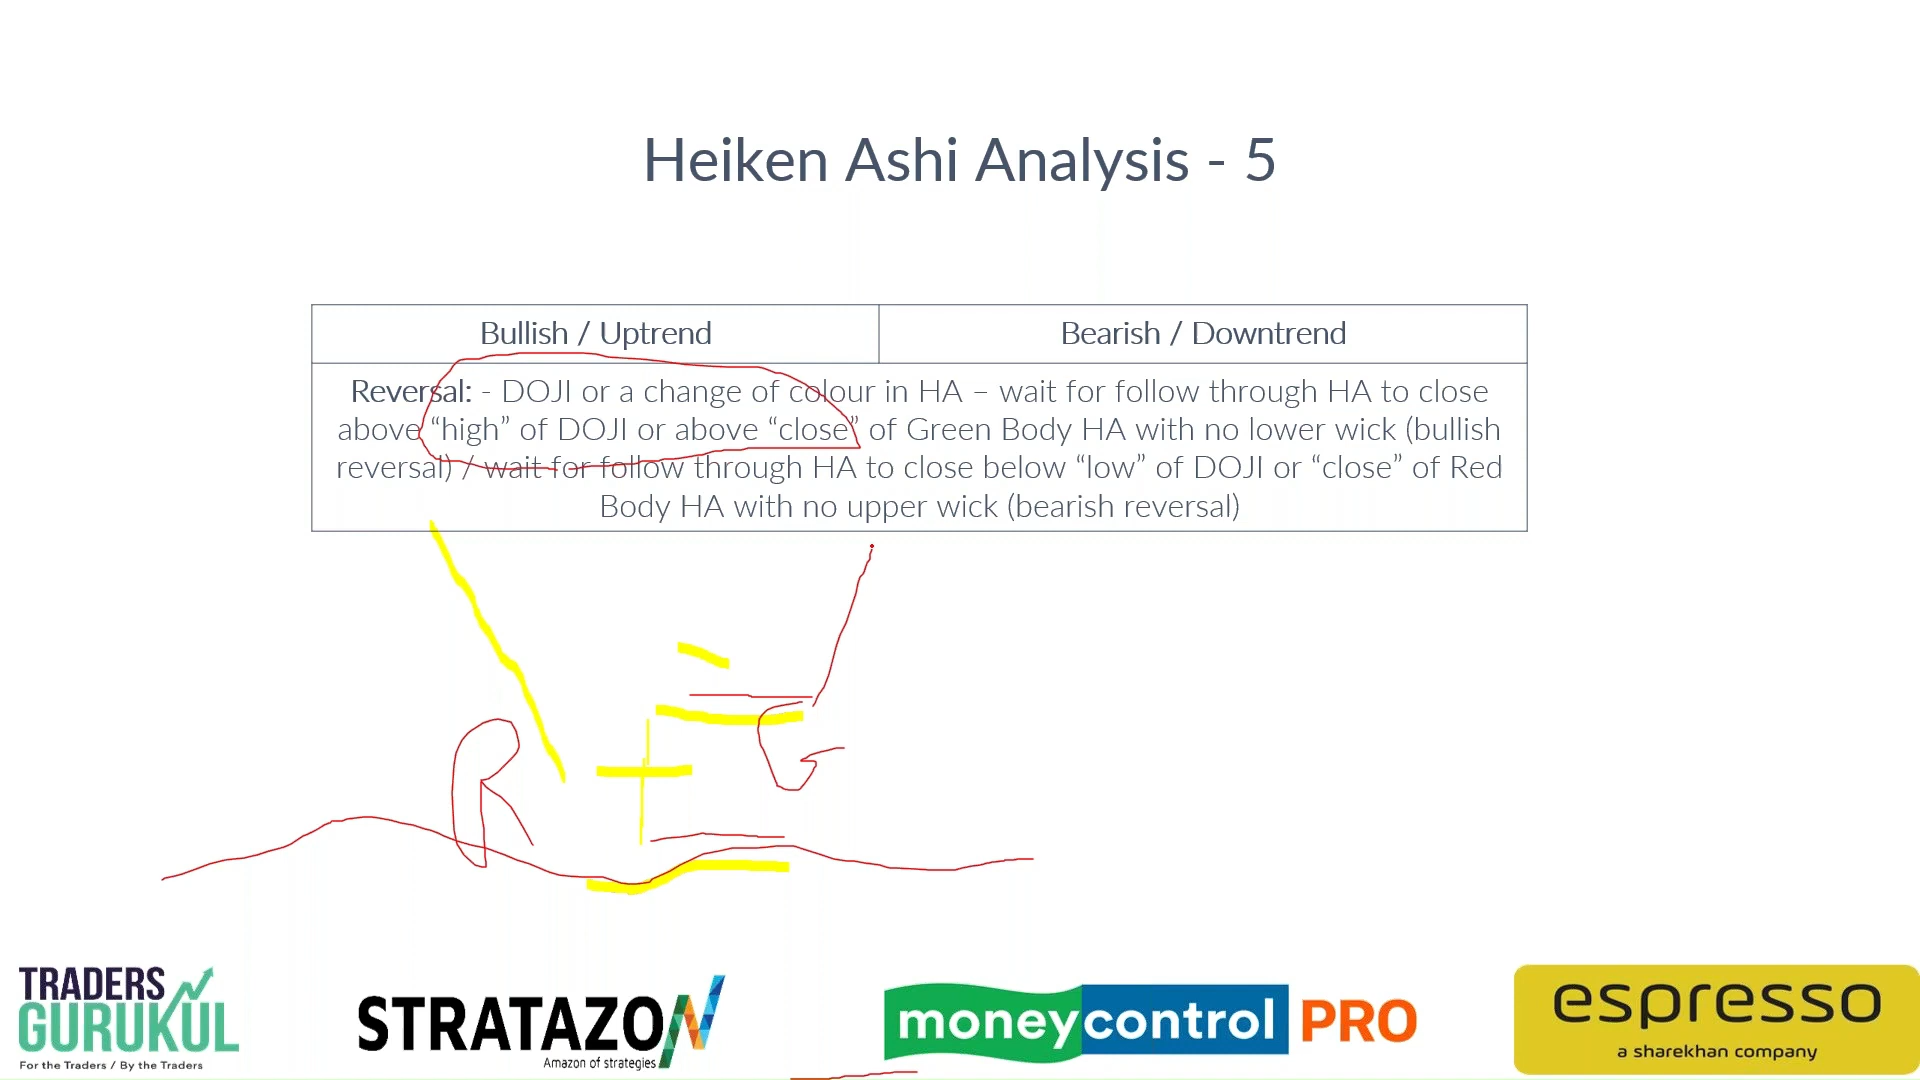 Heiken Ashi Analysis - 5
Bullish / Uptrend
Bearish / Downtrend
Reversal: - DOJI or a change of colour in HA – wait for follow through HA to close
above “high” of DOJI or above “close” of Green Body HA with no lower wick (bullish
reversal) / wait for follow through HA to close below “low” of DOJI or “close” of Red
Body HA with no upper wick (bearish reversal)
R
G
TRADERS
GURUKUL
For the Traders / By the Traders
STRATAZON
Amazon of strategies
moneycontrol PRO
espresso
a sharekhan company